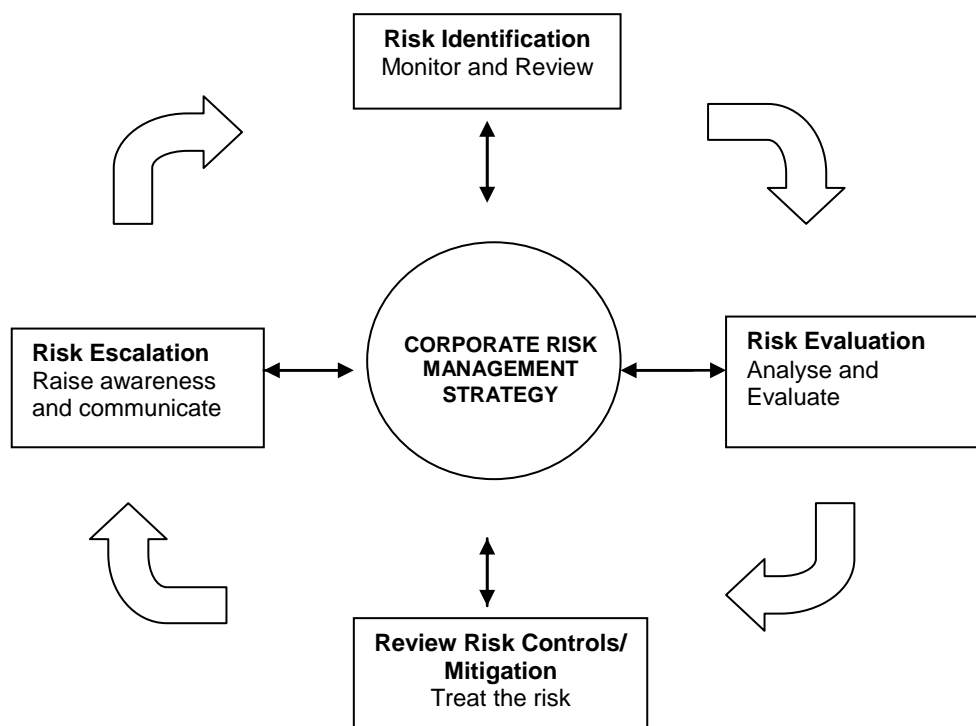 Risk Identification
Monitor and Review
Risk Escalation
Raise awareness
and communicate
CORPORATE RISK
MANAGEMENT
STRATEGY
Risk Evaluation
Analyse and
Evaluate
Review Risk Controls/
Mitigation
Treat the risk